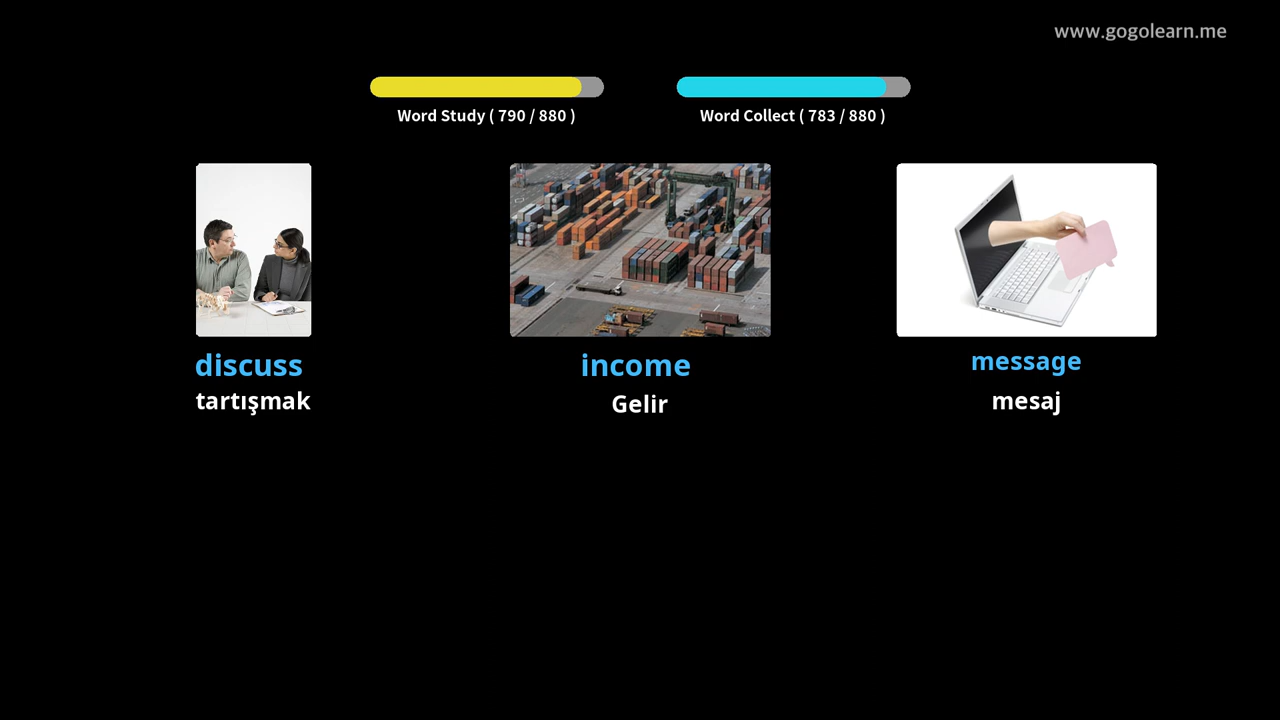 www.gogolearn.me
Word Study ( 790 / 880 )
Word Collect ( 783 / 880 )
discuss
tartışmak
income
Gelir
message
mesaj